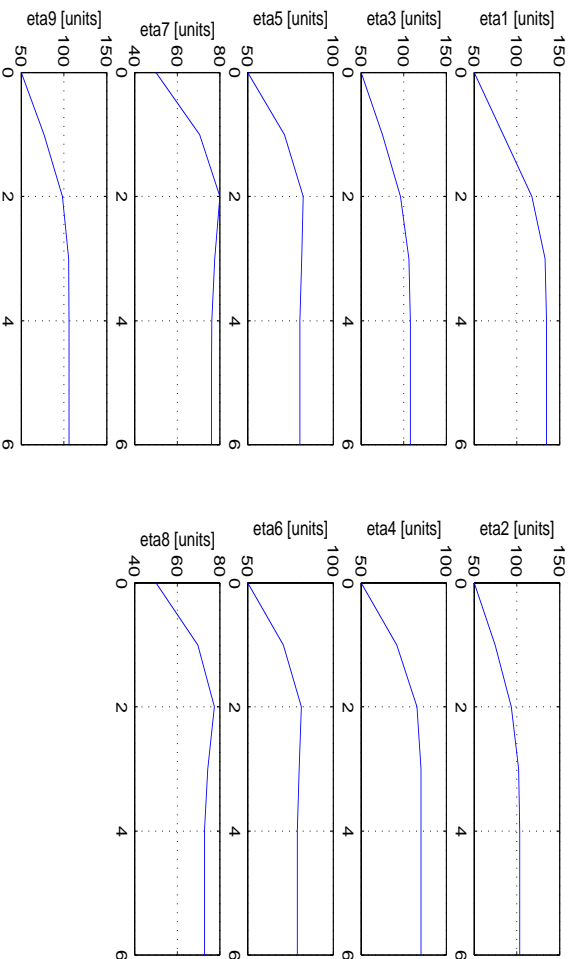 eta1 [units]
150
100
50
0 2 4 6
eta2 [units]
150
100
50
0 2 4 6
eta3 [units]
150
100
50
0 2 4 6
eta4 [units]
100
50
0 2 4 6
eta5 [units]
100
50
0 2 4 6
eta6 [units]
100
50
0 2 4 6
eta7 [units]
80
60
40
0 2 4 6
eta8 [units]
80
60
40
0 2 4 6
eta9 [units]
150
100
50
0 2 4 6